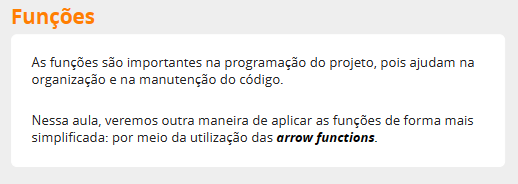 Funções
As funções são importantes na programação do projeto, pois ajudam na
organização e na manutenção do código.
Nessa aula, veremos outra maneira de aplicar as funções de forma mais
simplificada: por meio da utilização das arrow functions.